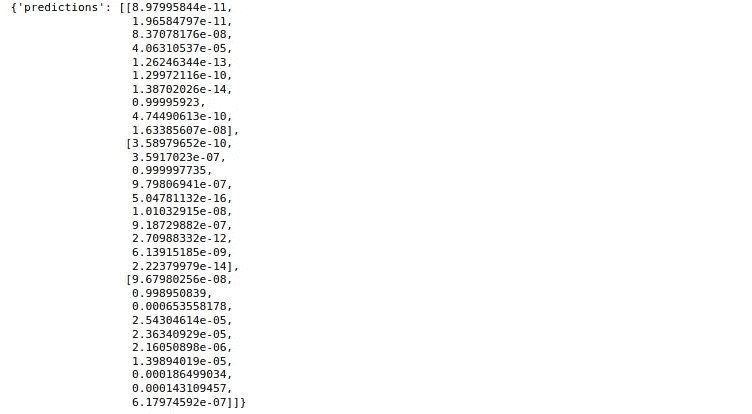 {'predictions': [[8.97995844e-11,
1.96584797e-11,
8.37078176e-08,
4.06310537e-05,
1.26246344e-13,
1.29972116e-10,
1.38702026e-14,
0.99995923,
4.74490613e-10,
1.63385607e-08],
[3.58979652e-10,
3.5917023e-07,
0.999997735,
9.79806941e-07,
5.04781132e-16,
1.01032915e-08,
9.18729882e-07,
2.70988332e-12,
6.13915185e-09,
2.22379979e-14],
[9.67980256e-08,
0.998950839,
0.000653558178,
2.54304614e-05,
2.36340929e-05,
2.16050898e-06,
1.39894019e-05,
0.000186499034,
0.000143109457,
6.17974592e-07]]}